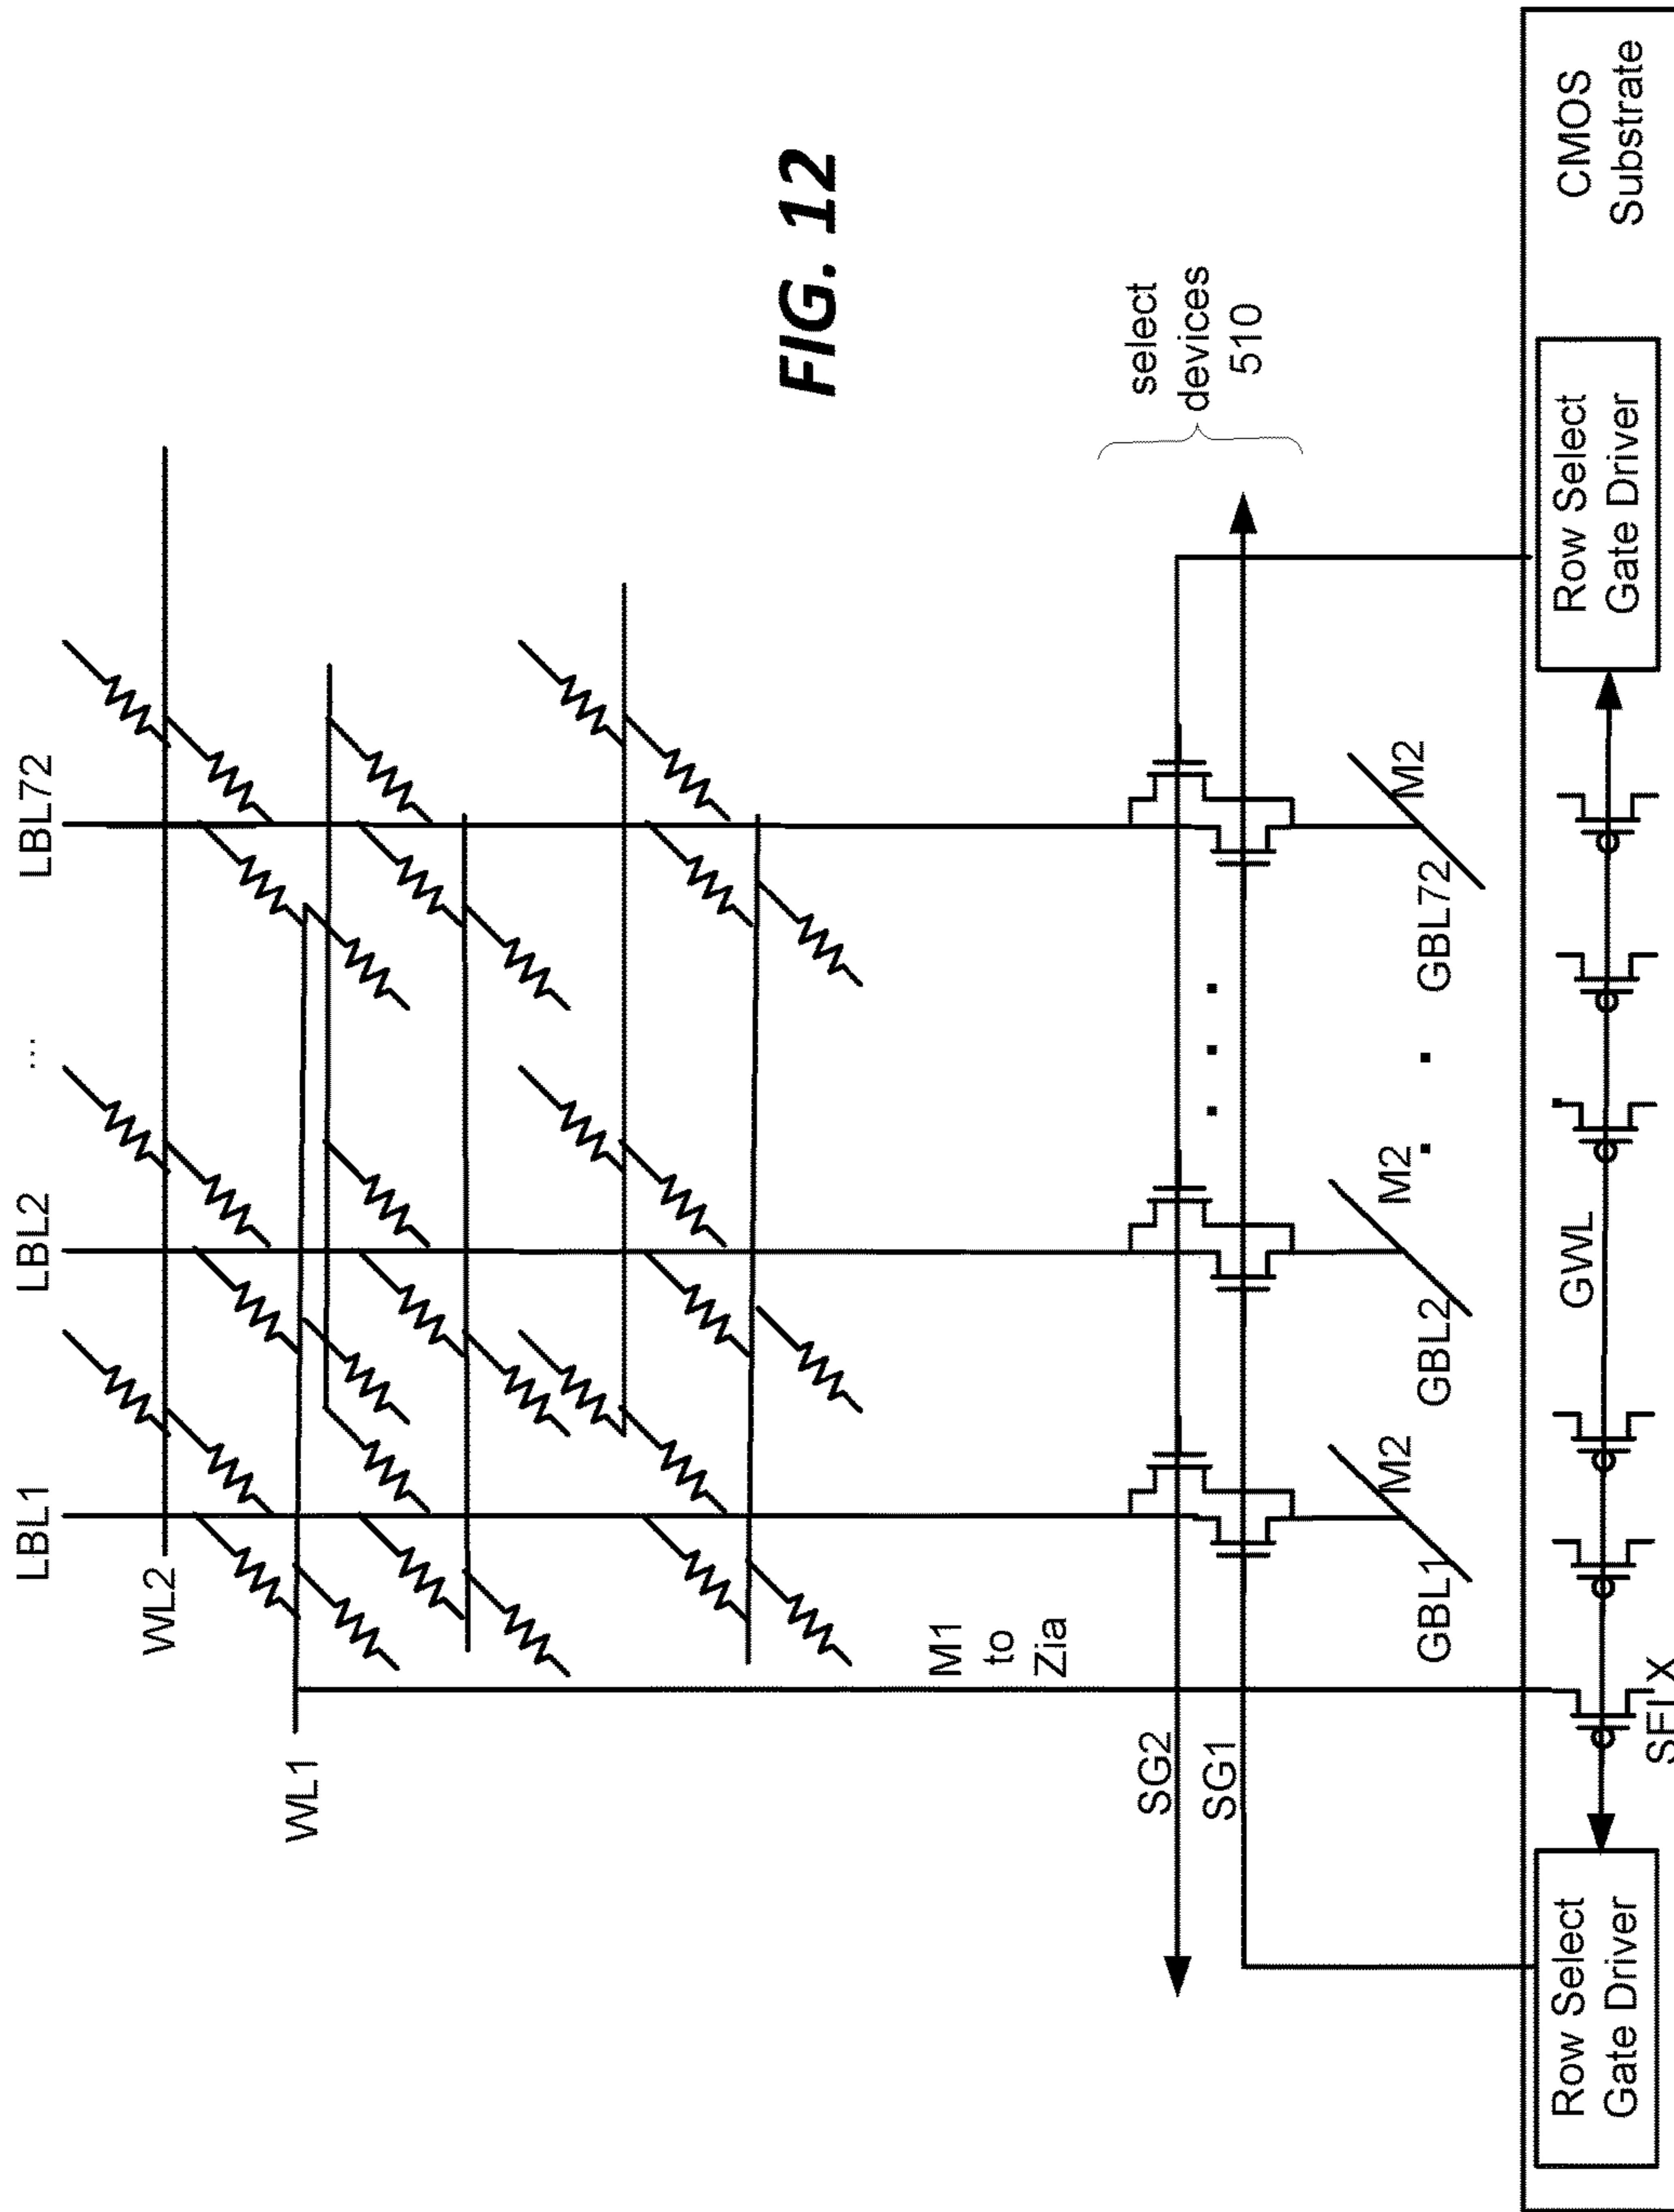 LBL1
LBL2
...
LBL72
WL2
WL1
M1
to
Zia
FIG. 12
select
devices
510
SG2
SG1
M2
M2
M2
GBL1
GBL2
GBL72
CMOS
Substrate
Row Select
Gate Driver
GWL
Row Select
Gate Driver
SELX